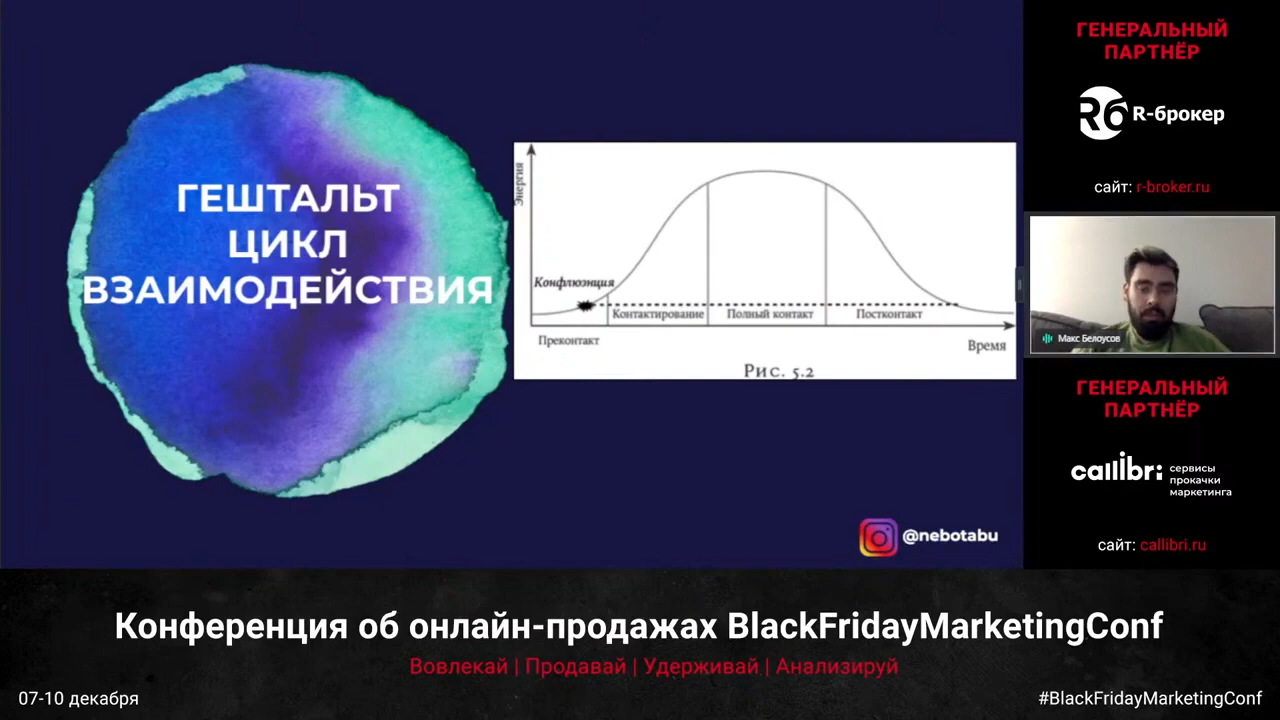 ГЕШТАЛЬТ
ЦИКЛ
ВЗАИМОДЕЙСТВИЯ
Энергия
Конфлюэнция
Контактирование
Полный контакт
Постконтакт
Преконтакт
Время
Рис. 5.2
@nebotabu
ГЕНЕРАЛЬНЫЙ
ПАРТНЁР
R6 R-брокер
сайт: r-broker.ru
Макс Белоусов
ГЕНЕРАЛЬНЫЙ
ПАРТНЁР
callibri
сервисы
прокачки
маркетинга
сайт: callibri.ru
Конференция об онлайн-продажах BlackFridayMarketingConf
Вовлекай | Продавай | Удерживай | Анализируй
07-10 декабря
#BlackFridayMarketingConf